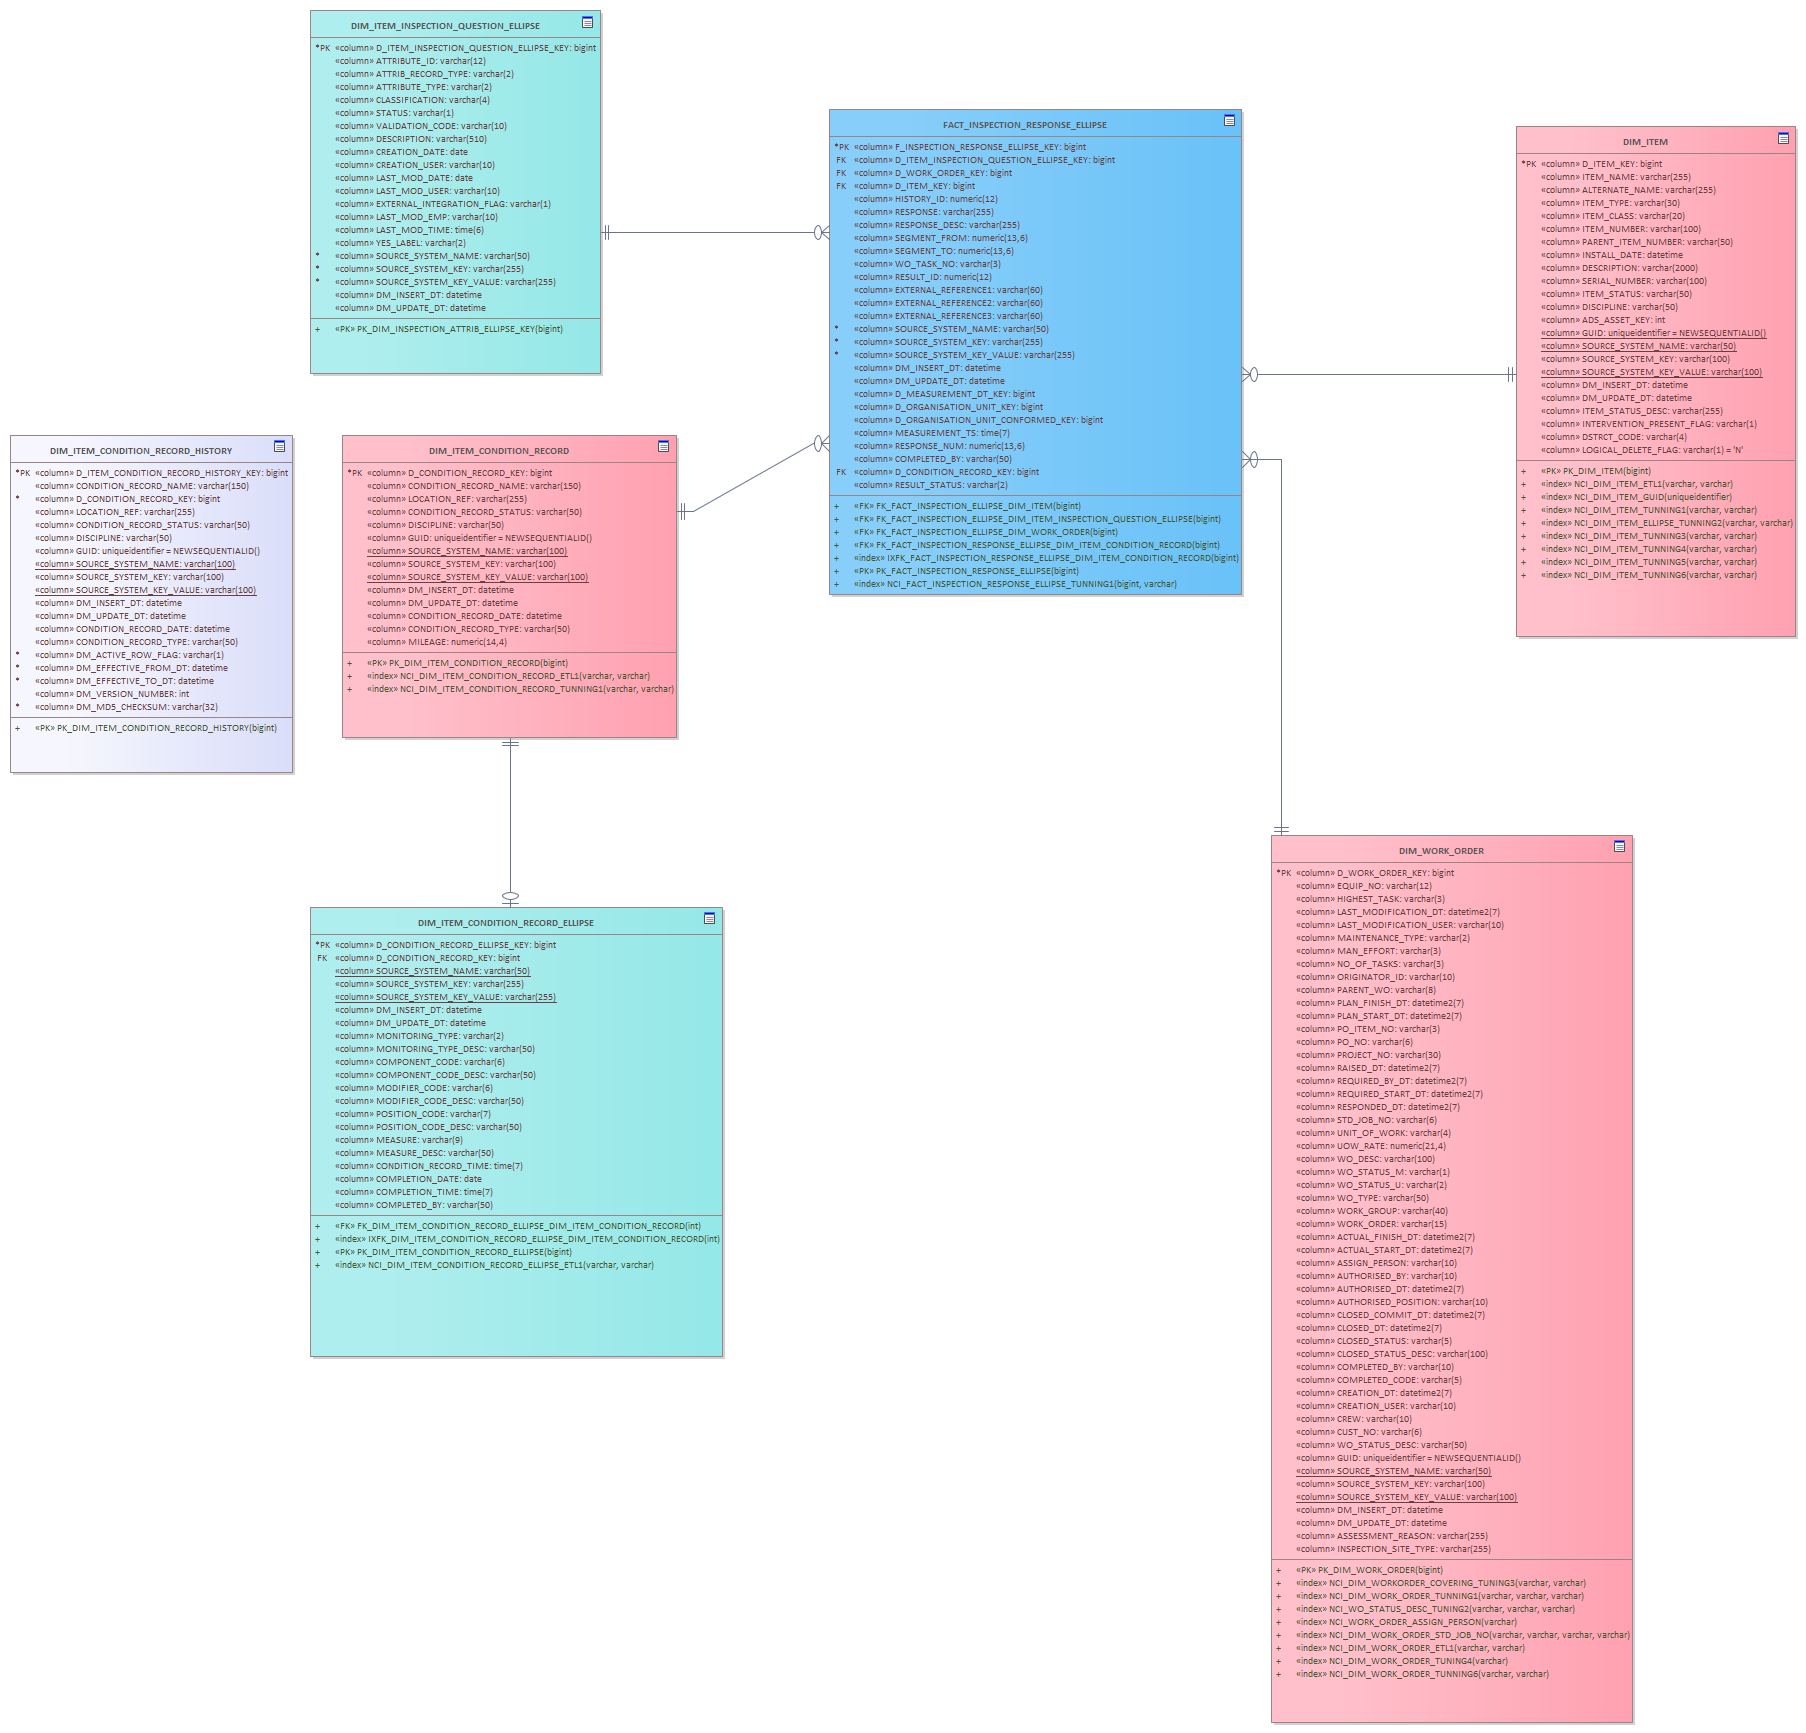 DIM_ITEM_INSPECTION_QUESTION_ELLIPSE
*PK «column» D_ITEM_INSPECTION_QUESTION_ELLIPSE_KEY: bigint
«column» ATTRIBUTE_ID: varchar(12)
«column» ATTRIB_RECORD_TYPE: varchar(2)
«column» ATTRIBUTE_TYPE: varchar(2)
«column» CLASSIFICATION: varchar(4)
«column» STATUS: varchar(1)
«column» VALIDATION_CODE: varchar(10)
«column» DESCRIPTION: varchar(510)
«column» CREATION_DATE: date
«column» CREATION_USER: varchar(10)
«column» LAST_MOD_DATE: date
«column» LAST_MOD_USER: varchar(10)
«column» EXTERNAL_INTEGRATION_FLAG: varchar(1)
«column» LAST_MOD_EMP: varchar(10)
«column» LAST_MOD_TIME: time(6)
«column» YES_LABEL: varchar(2)
* «column» SOURCE_SYSTEM_NAME: varchar(50)
* «column» SOURCE_SYSTEM_KEY: varchar(255)
* «column» SOURCE_SYSTEM_KEY_VALUE: varchar(255)
«column» DM_INSERT_DT: datetime
«column» DM_UPDATE_DT: datetime
+ «PK» PK_DIM_INSPECTION_ATTRIB_ELLIPSE_KEY(bigint)
FACT_INSPECTION_RESPONSE_ELLIPSE
*PK «column» F_INSPECTION_RESPONSE_ELLIPSE_KEY: bigint
FK «column» D_ITEM_INSPECTION_QUESTION_ELLIPSE_KEY: bigint
FK «column» D_WORK_ORDER_KEY: bigint
FK «column» D_ITEM_KEY: bigint
«column» HISTORY_ID: numeric(12)
«column» RESPONSE: varchar(255)
«column» RESPONSE_DESC: varchar(255)
«column» SEGMENT_FROM: numeric(13,6)
«column» SEGMENT_TO: numeric(13,6)
«column» WO_TASK_NO: varchar(3)
«column» RESULT_ID: numeric(12)
«column» EXTERNAL_REFERENCE1: varchar(60)
«column» EXTERNAL_REFERENCE2: varchar(60)
«column» EXTERNAL_REFERENCE3: varchar(60)
* «column» SOURCE_SYSTEM_NAME: varchar(50)
* «column» SOURCE_SYSTEM_KEY: varchar(255)
* «column» SOURCE_SYSTEM_KEY_VALUE: varchar(255)
«column» DM_INSERT_DT: datetime
«column» DM_UPDATE_DT: datetime
«column» D_MEASUREMENT_DT_KEY: bigint
«column» D_ORGANISATION_UNIT_KEY: bigint
«column» D_ORGANISATION_UNIT_CONFORMED_KEY: bigint
«column» MEASUREMENT_TS: time(7)
«column» RESPONSE_NUM: numeric(13,6)
«column» COMPLETED_BY: varchar(50)
FK «column» D_CONDITION_RECORD_KEY: bigint
«column» RESULT_STATUS: varchar(2)
+ «FK» FK_FACT_INSPECTION_ELLIPSE_DIM_ITEM(bigint)
+ «FK» FK_FACT_INSPECTION_ELLIPSE_DIM_ITEM_INSPECTION_QUESTION_ELLIPSE(bigint)
+ «FK» FK_FACT_INSPECTION_ELLIPSE_DIM_WORK_ORDER(bigint)
+ «FK» FK_FACT_INSPECTION_RESPONSE_ELLIPSE_DIM_ITEM_CONDITION_RECORD(bigint)
+ «index» IXFK_FACT_INSPECTION_RESPONSE_ELLIPSE_DIM_ITEM_CONDITION_RECORD(bigint)
+ «PK» PK_FACT_INSPECTION_RESPONSE_ELLIPSE(bigint)
+ «index» NCI_FACT_INSPECTION_RESPONSE_ELLIPSE_TUNING1(bigint, varchar)
DIM_ITEM
*PK «column» D_ITEM_KEY: bigint
«column» ITEM_NAME: varchar(255)
«column» ALTERNATE_NAME: varchar(255)
«column» ITEM_TYPE: varchar(30)
«column» ITEM_CLASS: varchar(20)
«column» ITEM_NUMBER: varchar(100)
«column» PARENT_ITEM_NUMBER: varchar(50)
«column» INSTALL_DATE: datetime
«column» DESCRIPTION: varchar(2000)
«column» SERIAL_NUMBER: varchar(100)
«column» ITEM_STATUS: varchar(50)
«column» DISCIPLINE: varchar(50)
«column» ADS_ASSET_KEY: int
«column» GUID: uniqueidentifier = NEWSEQUENTIALID()
«column» SOURCE_SYSTEM_NAME: varchar(50)
«column» SOURCE_SYSTEM_KEY: varchar(100)
«column» SOURCE_SYSTEM_KEY_VALUE: varchar(100)
«column» DM_INSERT_DT: datetime
«column» DM_UPDATE_DT: datetime
«column» ITEM_STATUS_DESC: varchar(255)
«column» INTERVENTION_PRESENT_FLAG: varchar(1)
«column» DSTRCT_CODE: varchar(4)
«column» LOGICAL_DELETE_FLAG: varchar(1) = 'N'
+ «PK» PK_DIM_ITEM(bigint)
+ «index» NCI_DIM_ITEM_ETL1(varchar, varchar)
+ «index» NCI_DIM_ITEM_GUID(uniqueidentifier)
+ «index» NCI_DIM_ITEM_TUNNING1(varchar, varchar)
+ «index» NCI_DIM_ITEM_ELLIPSE_TUNNING2(varchar, varchar)
+ «index» NCI_DIM_ITEM_TUNNING3(varchar, varchar)
+ «index» NCI_DIM_ITEM_TUNNING4(varchar, varchar)
+ «index» NCI_DIM_ITEM_TUNNING5(varchar, varchar)
+ «index» NCI_DIM_ITEM_TUNNING6(varchar, varchar)
DIM_ITEM_CONDITION_RECORD_HISTORY
*PK «column» D_ITEM_CONDITION_RECORD_HISTORY_KEY: bigint
«column» CONDITION_RECORD_NAME: varchar(150)
* «column» D_CONDITION_RECORD_KEY: bigint
«column» LOCATION_REF: varchar(255)
«column» CONDITION_RECORD_STATUS: varchar(50)
«column» DISCIPLINE: varchar(50)
«column» GUID: uniqueidentifier = NEWSEQUENTIALID()
«column» SOURCE_SYSTEM_NAME: varchar(100)
«column» SOURCE_SYSTEM_KEY: varchar(100)
«column» SOURCE_SYSTEM_KEY_VALUE: varchar(100)
«column» DM_INSERT_DT: datetime
«column» DM_UPDATE_DT: datetime
«column» CONDITION_RECORD_DATE: datetime
«column» CONDITION_RECORD_TYPE: varchar(50)
* «column» DM_ACTIVE_ROW_FLAG: varchar(1)
* «column» DM_EFFECTIVE_FROM_DT: datetime
* «column» DM_EFFECTIVE_TO_DT: datetime
«column» DM_VERSION_NUMBER: int
* «column» DM_MD5_CHECKSUM: varchar(32)
+ «PK» PK_DIM_ITEM_CONDITION_RECORD_HISTORY(bigint)
DIM_ITEM_CONDITION_RECORD
*PK «column» D_CONDITION_RECORD_KEY: bigint
«column» CONDITION_RECORD_NAME: varchar(150)
«column» LOCATION_REF: varchar(255)
«column» CONDITION_RECORD_STATUS: varchar(50)
«column» DISCIPLINE: varchar(50)
«column» GUID: uniqueidentifier = NEWSEQUENTIALID()
«column» SOURCE_SYSTEM_NAME: varchar(100)
«column» SOURCE_SYSTEM_KEY: varchar(100)
«column» SOURCE_SYSTEM_KEY_VALUE: varchar(100)
«column» DM_INSERT_DT: datetime
«column» DM_UPDATE_DT: datetime
«column» CONDITION_RECORD_DATE: datetime
«column» CONDITION_RECORD_TYPE: varchar(50)
«column» MILEAGE: numeric(14,4)
+ «PK» PK_DIM_ITEM_CONDITION_RECORD(bigint)
+ «index» NCI_DIM_ITEM_CONDITION_RECORD_ETL1(varchar, varchar)
+ «index» NCI_DIM_ITEM_CONDITION_RECORD_TUNNING1(varchar, varchar)
DIM_ITEM_CONDITION_RECORD_ELLIPSE
*PK «column» D_CONDITION_RECORD_ELLIPSE_KEY: bigint
FK «column» D_CONDITION_RECORD_KEY: bigint
«column» SOURCE_SYSTEM_NAME: varchar(50)
«column» SOURCE_SYSTEM_KEY: varchar(255)
«column» SOURCE_SYSTEM_KEY_VALUE: varchar(255)
«column» DM_INSERT_DT: datetime
«column» DM_UPDATE_DT: datetime
«column» MONITORING_TYPE: varchar(2)
«column» MONITORING_TYPE_DESC: varchar(50)
«column» COMPONENT_CODE: varchar(6)
«column» COMPONENT_CODE_DESC: varchar(50)
«column» MODIFIER_CODE: varchar(6)
«column» MODIFIER_CODE_DESC: varchar(50)
«column» POSITION_CODE: varchar(7)
«column» POSITION_CODE_DESC: varchar(50)
«column» MEASURE: varchar(9)
«column» MEASURE_DESC: varchar(50)
«column» CONDITION_RECORD_TIME: time(7)
«column» COMPLETION_DATE: date
«column» COMPLETION_TIME: time(7)
«column» COMPLETED_BY: varchar(50)
+ «FK» FK_DIM_ITEM_CONDITION_RECORD_ELLIPSE_DIM_ITEM_CONDITION_RECORD(int)
+ «index» IXFK_DIM_ITEM_CONDITION_RECORD_ELLIPSE_DIM_ITEM_CONDITION_RECORD(int)
+ «PK» PK_DIM_ITEM_CONDITION_RECORD_ELLIPSE(bigint)
+ «index» NCI_DIM_ITEM_CONDITION_RECORD_ELLIPSE_ETL1(varchar, varchar)
DIM_WORK_ORDER
*PK «column» D_WORK_ORDER_KEY: bigint
«column» EQUIP_NO: varchar(12)
«column» HIGHEST_TASK: varchar(3)
«column» LAST_MODIFICATION_DT: datetime2(7)
«column» LAST_MODIFICATION_USER: varchar(10)
«column» MAINTENANCE_TYPE: varchar(2)
«column» MAN_EFFORT: varchar(3)
«column» NO_OF_TASKS: varchar(3)
«column» ORIGINATOR_ID: varchar(10)
«column» PARENT_WO: varchar(8)
«column» PLAN_FINISH_DT: datetime2(7)
«column» PLAN_START_DT: datetime2(7)
«column» PO_ITEM_NO: varchar(3)
«column» PO_NO: varchar(6)
«column» PROJECT_NO: varchar(30)
«column» RAISED_DT: datetime2(7)
«column» REQUIRED_BY_DT: datetime2(7)
«column» REQUIRED_START_DT: datetime2(7)
«column» RESPONDED_DT: datetime2(7)
«column» STD_JOB_NO: varchar(6)
«column» UNIT_OF_WORK: varchar(4)
«column» UOW_RATE: numeric(21,4)
«column» WO_DESC: varchar(100)
«column» WO_STATUS_M: varchar(1)
«column» WO_STATUS_U: varchar(2)
«column» WO_TYPE: varchar(50)
«column» WORK_GROUP: varchar(40)
«column» WORK_ORDER: varchar(15)
«column» ACTUAL_FINISH_DT: datetime2(7)
«column» ACTUAL_START_DT: datetime2(7)
«column» ASSIGN_PERSON: varchar(10)
«column» AUTHORISED_BY: varchar(10)
«column» AUTHORISED_DT: datetime2(7)
«column» AUTHORISED_POSITION: varchar(10)
«column» CLOSED_COMMIT_DT: datetime2(7)
«column» CLOSED_DT: datetime2(7)
«column» CLOSED_STATUS: varchar(5)
«column» CLOSED_STATUS_DESC: varchar(100)
«column» COMPLETED_BY: varchar(10)
«column» COMPLETED_CODE: varchar(5)
«column» CREATION_DT: datetime2(7)
«column» CREATION_USER: varchar(10)
«column» CREW: varchar(10)
«column» CUST_NO: varchar(6)
«column» WO_STATUS_DESC: varchar(50)
«column» GUID: uniqueidentifier = NEWSEQUENTIALID()
«column» SOURCE_SYSTEM_NAME: varchar(50)
«column» SOURCE_SYSTEM_KEY: varchar(100)
«column» SOURCE_SYSTEM_KEY_VALUE: varchar(100)
«column» DM_INSERT_DT: datetime
«column» DM_UPDATE_DT: datetime
«column» ASSESSMENT_REASON: varchar(255)
«column» INSPECTION_SITE_TYPE: varchar(255)
+ «PK» PK_DIM_WORK_ORDER(bigint)
+ «index» NCI_DIM_WORKORDER_COVERING_TUNING3(varchar, varchar)
+ «index» NCI_DIM_WORK_ORDER_TUNNING1(varchar, varchar, varchar)
+ «index» NCI_WO_STATUS_DESC_TUNING2(varchar, varchar, varchar)
+ «index» NCI_WORK_ORDER_ASSIGN_PERSON(varchar)
+ «index» NCI_DIM_WORK_ORDER_STD_JOB_NO(varchar, varchar, varchar, varchar)
+ «index» NCI_DIM_WORK_ORDER_ETL1(varchar, varchar)
+ «index» NCI_DIM_WORK_ORDER_TUNING4(varchar)
+ «index» NCI_DIM_WORK_ORDER_TUNNING6(varchar, varchar)